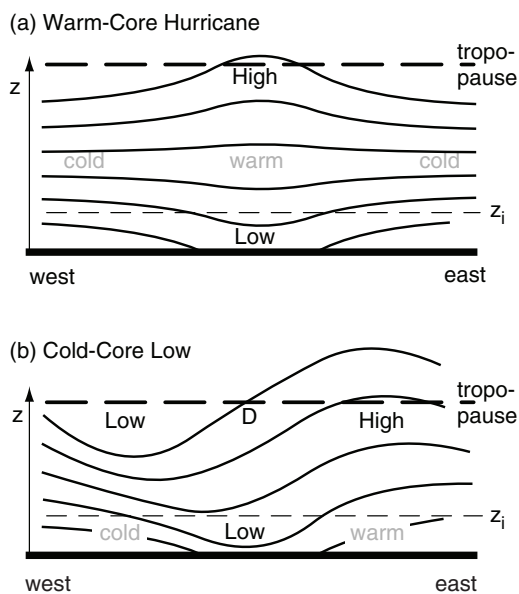 (a) Warm-Core Hurricane
tropo-
pause
z
High
cold
warm
cold
z_i
Low
west
east
(b) Cold-Core Low
tropo-
pause
z
Low
D
High
z_i
cold
Low
warm
west
east